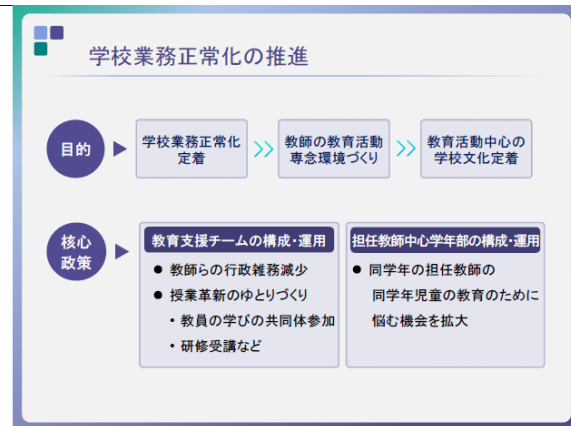 学校業務正常化の推進
目的
学校業務正常化
定着
教師の教育活動
専念環境づくり
教育活動中心の
学校文化定着
核心
政策
教育支援チームの構成・運用
● 教師らの行政雑務減少
● 授業革新のゆとりづくり
・教員の学びの共同体参加
・研修受講など
担任教師中心学年部の構成・運用
● 同学年の担任教師の
同学年児童の教育のために
悩む機会を拡大